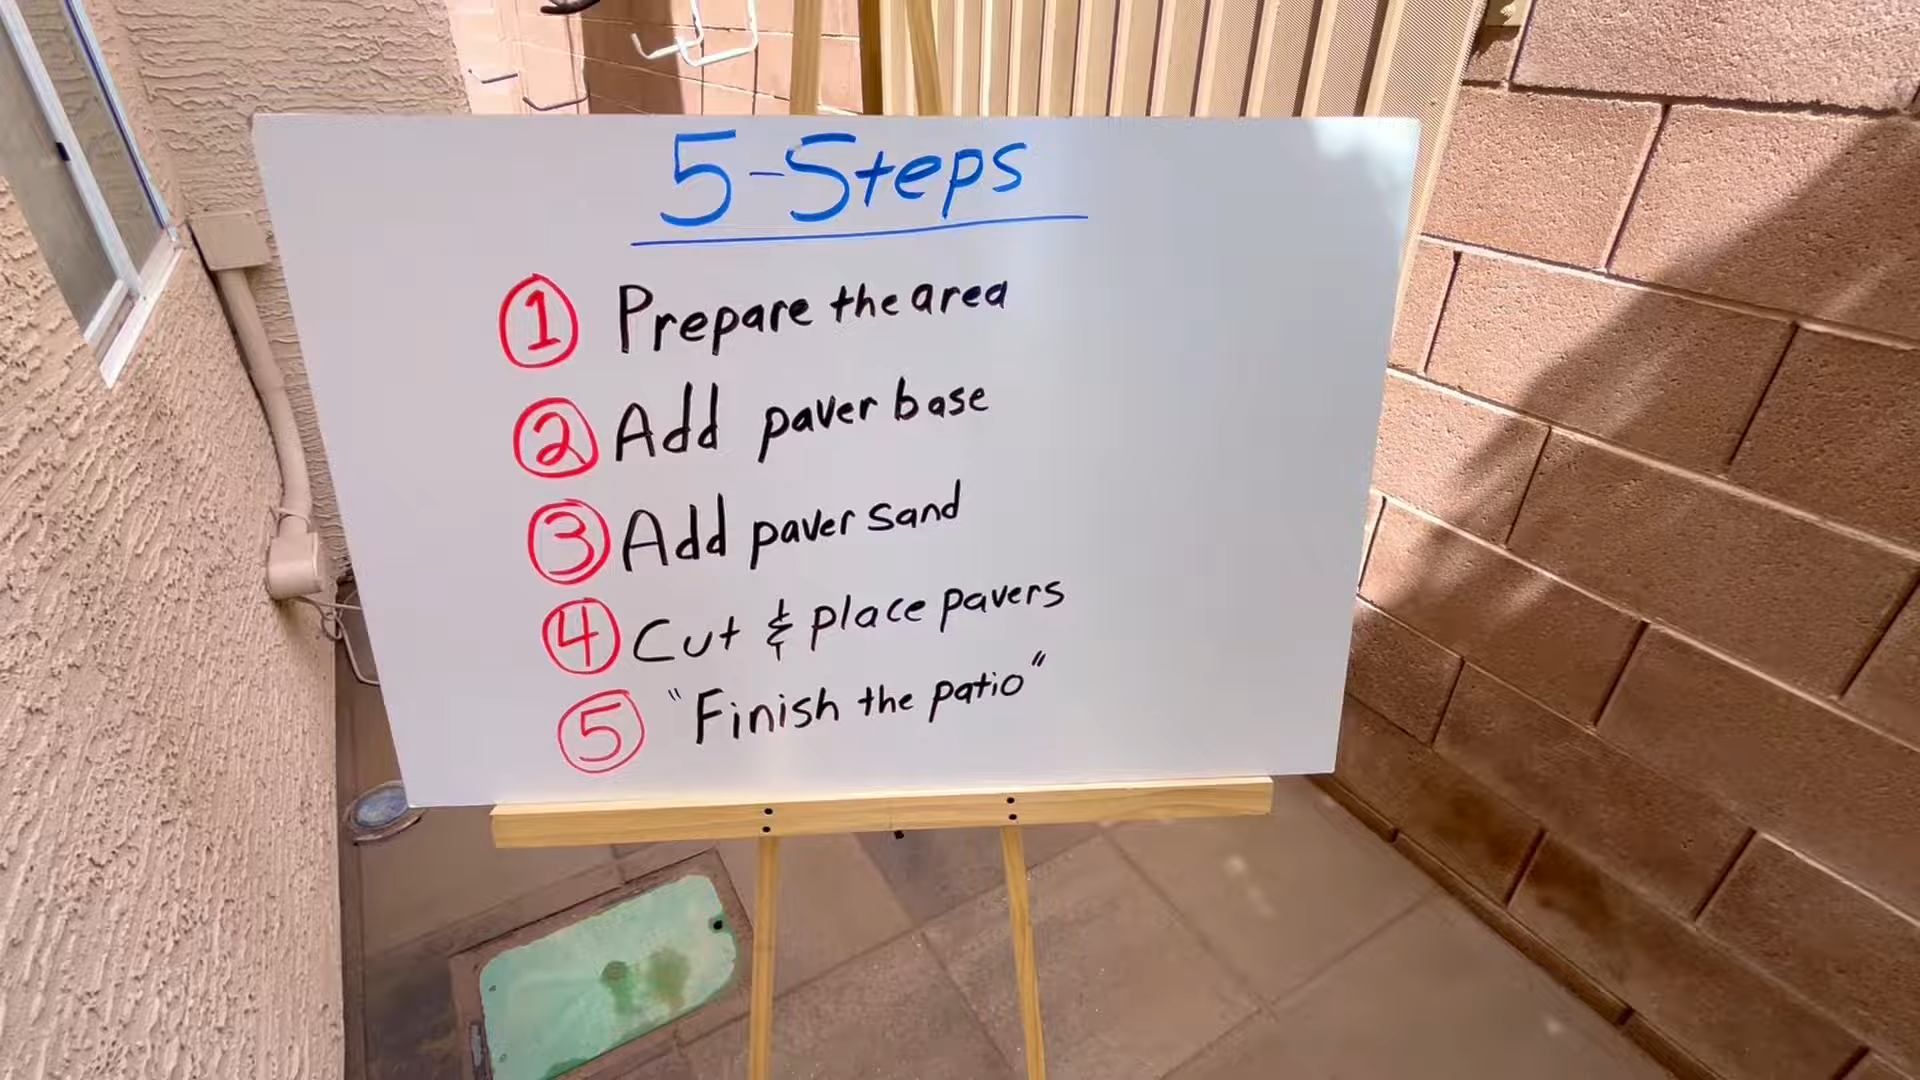 5-Steps
1 Prepare the area
2 Add paver base
3 Add paver sand
4 Cut & place pavers
5 "Finish the patio"